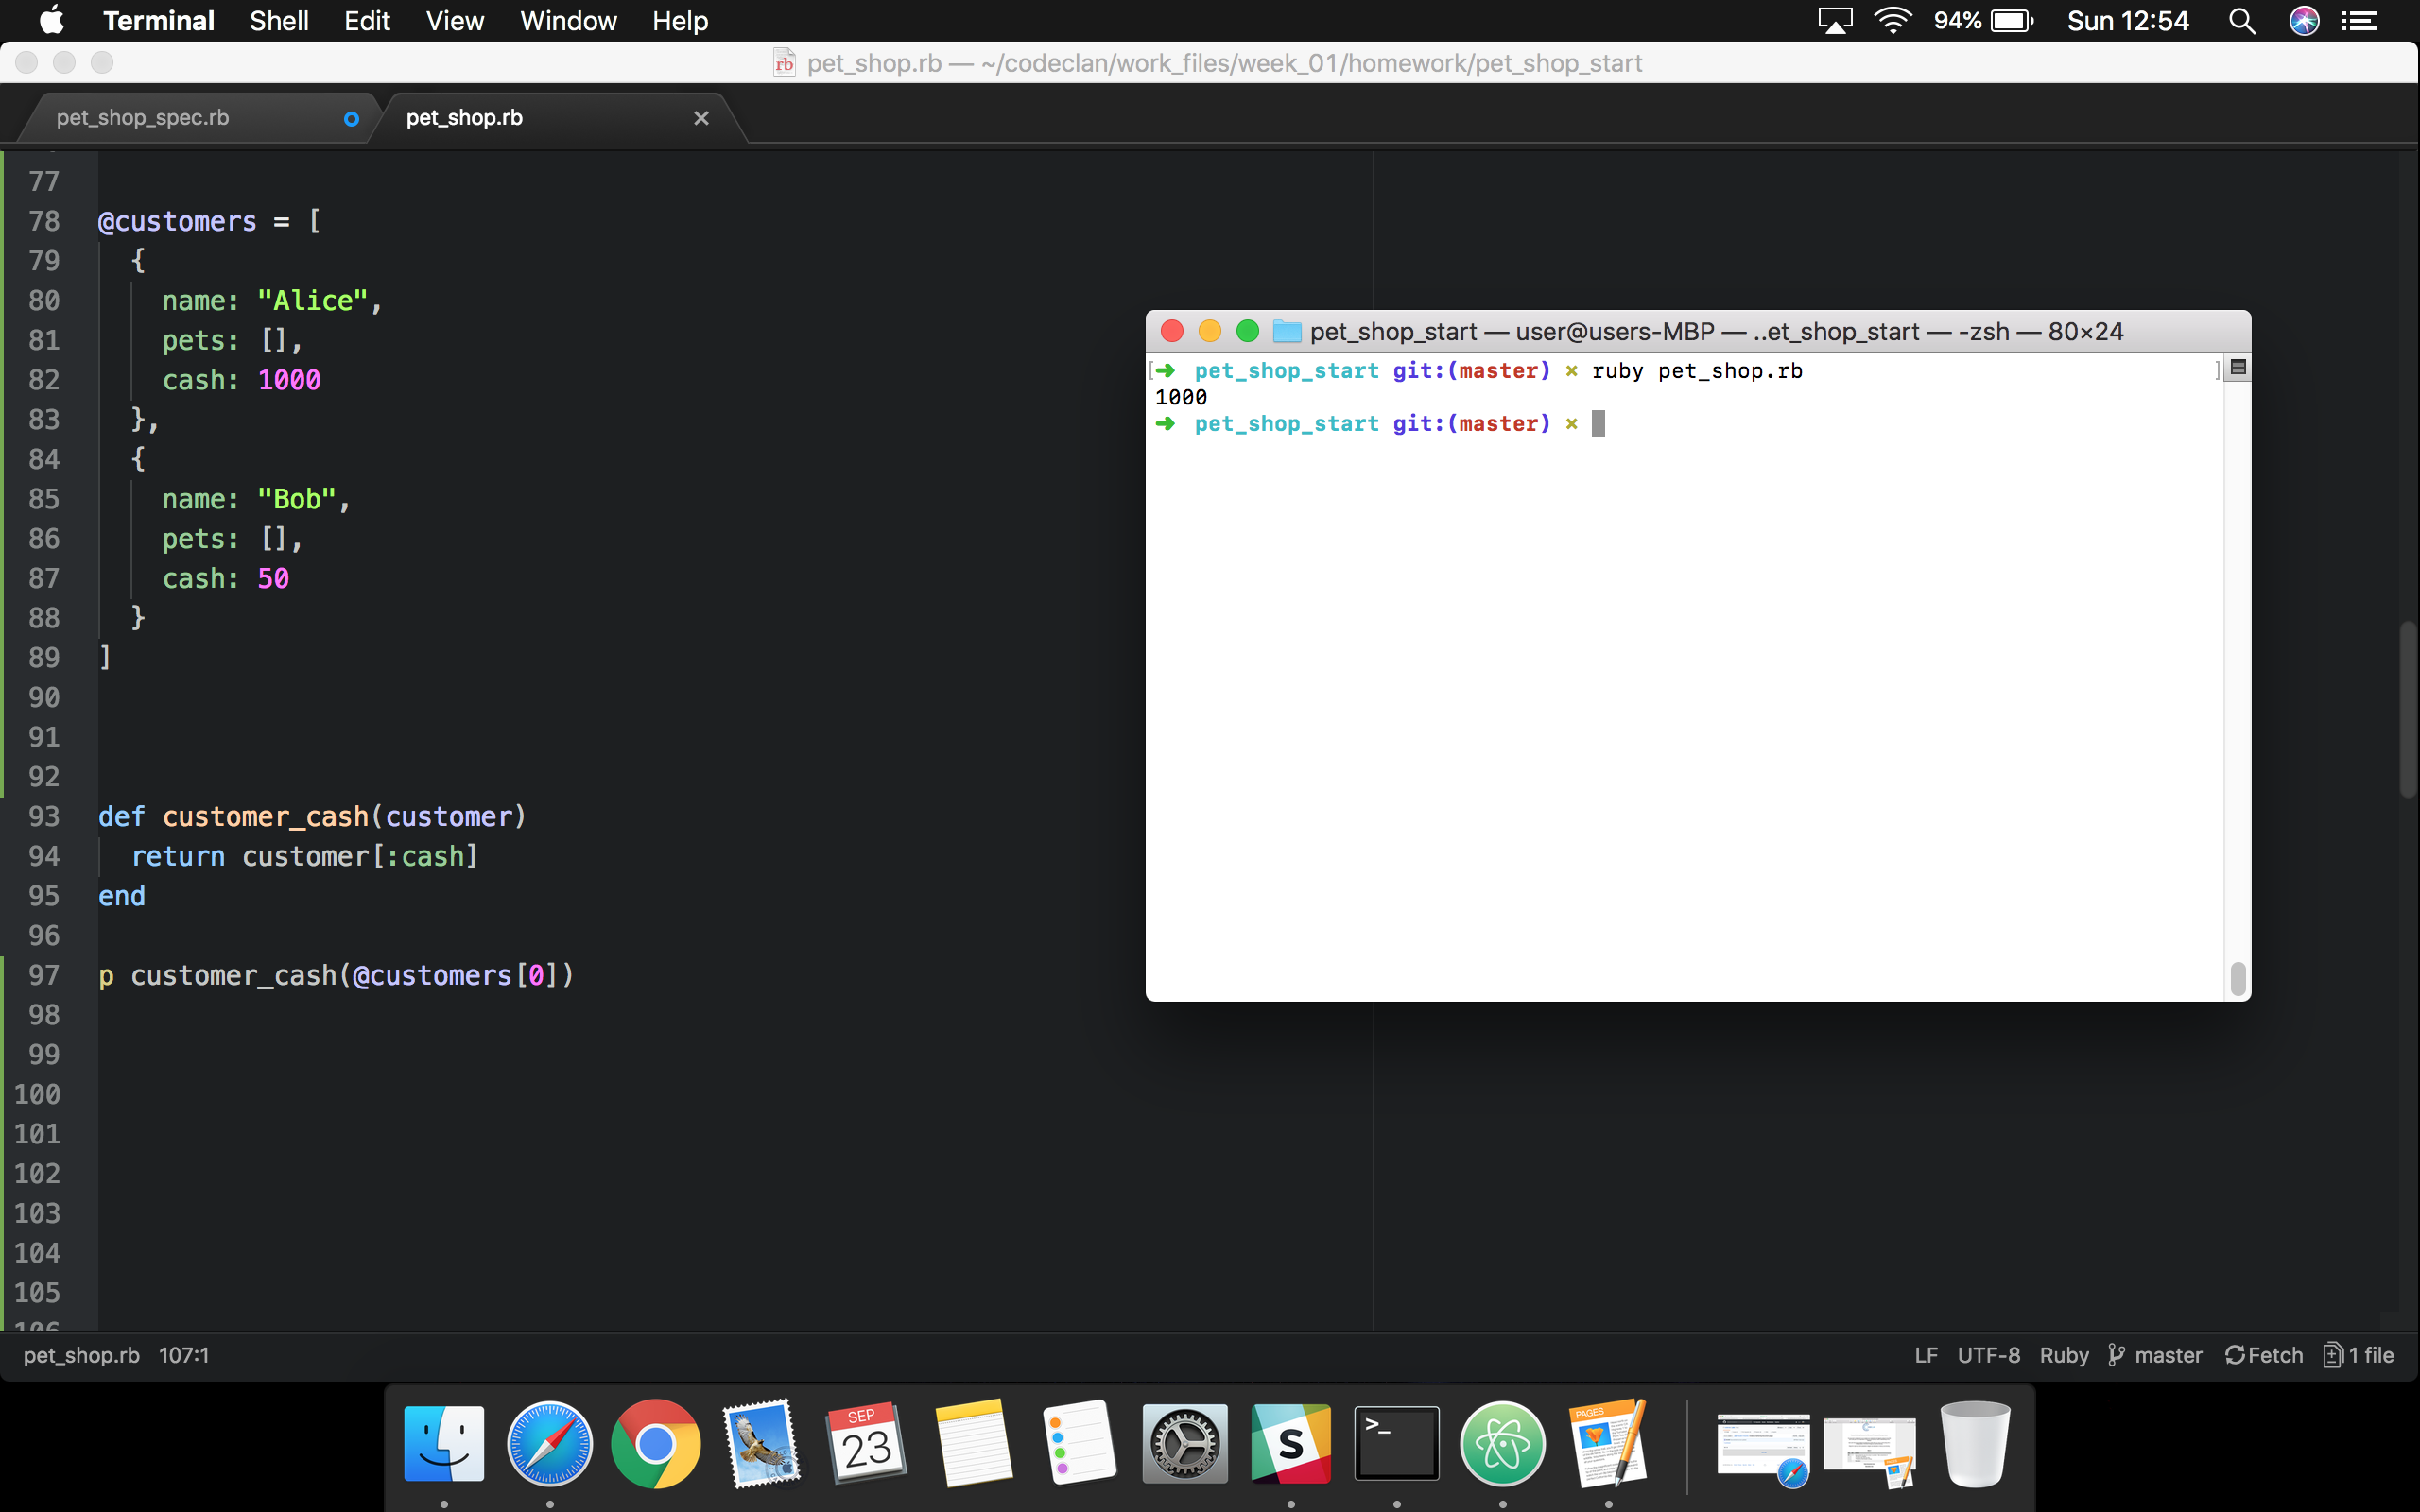 Terminal Shell Edit View Window Help 94% Sun 12:54
rb pet_shop.rb — ~/codeclan/work_files/week_01/homework/pet_shop_start
pet_shop_spec.rb pet_shop.rb
77
78 @customers = [
79 {
80 name: "Alice",
81 pets: [],
82 cash: 1000
83 },
84 {
85 name: "Bob",
86 pets: [],
87 cash: 50
88 }
89 ]
90
91
92
93 def customer_cash(customer)
94 return customer[:cash]
95 end
96
97 p customer_cash(@customers[0])
98
99
100
101
102
103
104
105
106
pet_shop_start — user@users-MBP — ..et_shop_start — -zsh — 80×24
[➜ pet_shop_start git:(master) × ruby pet_shop.rb ]
1000
➜ pet_shop_start git:(master) ×
pet_shop.rb 107:1 LF UTF-8 Ruby master Fetch 1 file
SEP
23
S
>_
PAGES